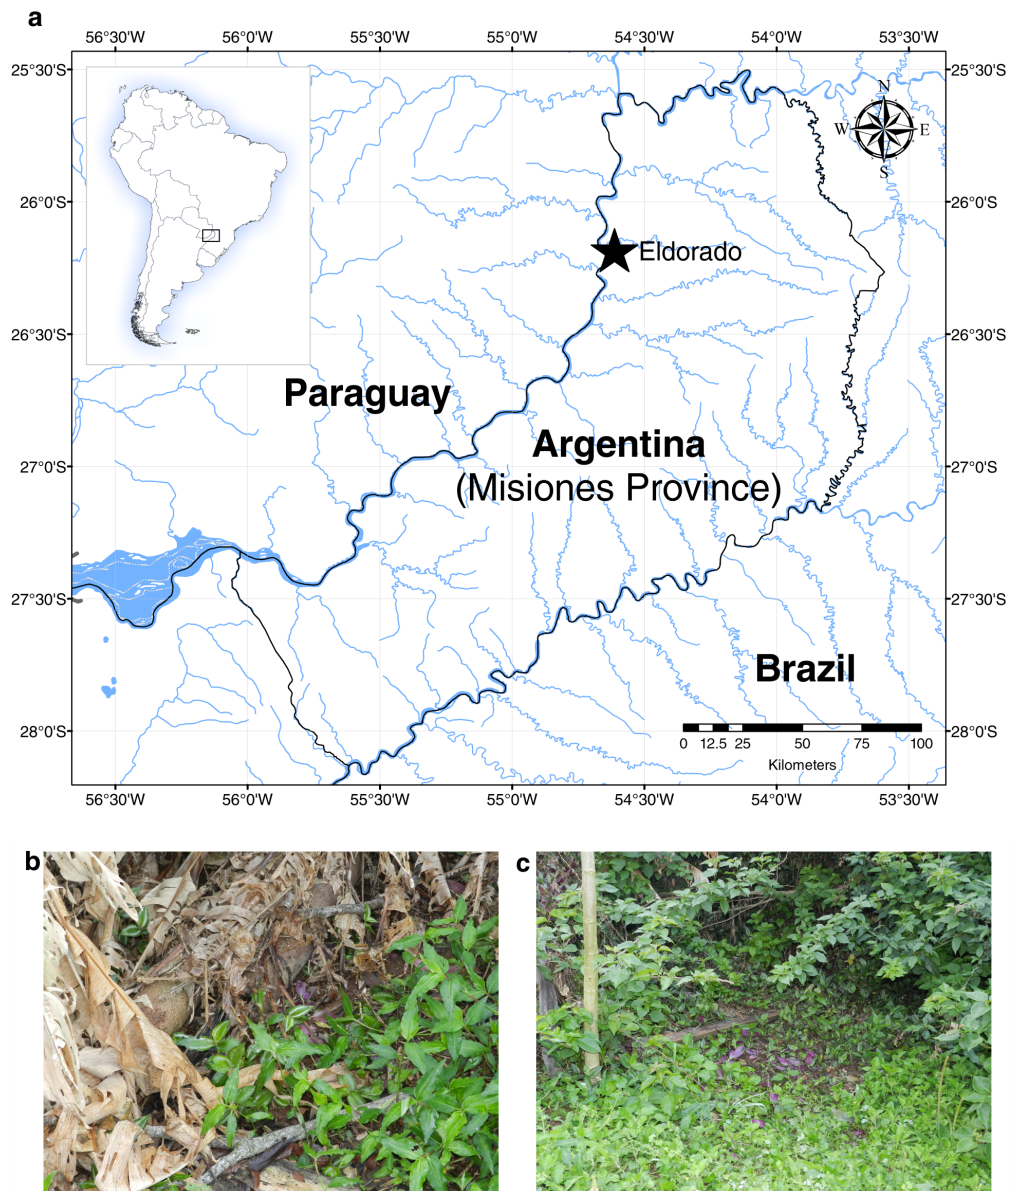 a
56°30'W 56°0'W 55°30'W 55°0'W 54°30'W 54°0'W 53°30'W
25°30'S 25°30'S
N
W E
S
26°0'S 26°0'S
Eldorado
26°30'S 26°30'S
Paraguay
Argentina
(Misiones Province)
27°0'S 27°0'S
27°30'S 27°30'S
Brazil
28°0'S 28°0'S
0 12.5 25 50 75 100
Kilometers
56°30'W 56°0'W 55°30'W 55°0'W 54°30'W 54°0'W 53°30'W
b c